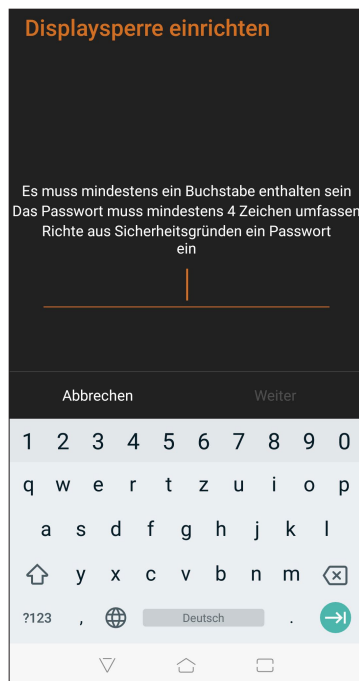 Displaysperre einrichten
Es muss mindestens ein Buchstabe enthalten sein
Das Passwort muss mindestens 4 Zeichen umfassen
Richte aus Sicherheitsgründen ein Passwort
ein
Abbrechen Weiter
1 2 3 4 5 6 7 8 9 0
q w e r t z u i o p
a s d f g h j k l
y x c v b n m
?123 , Deutsch .